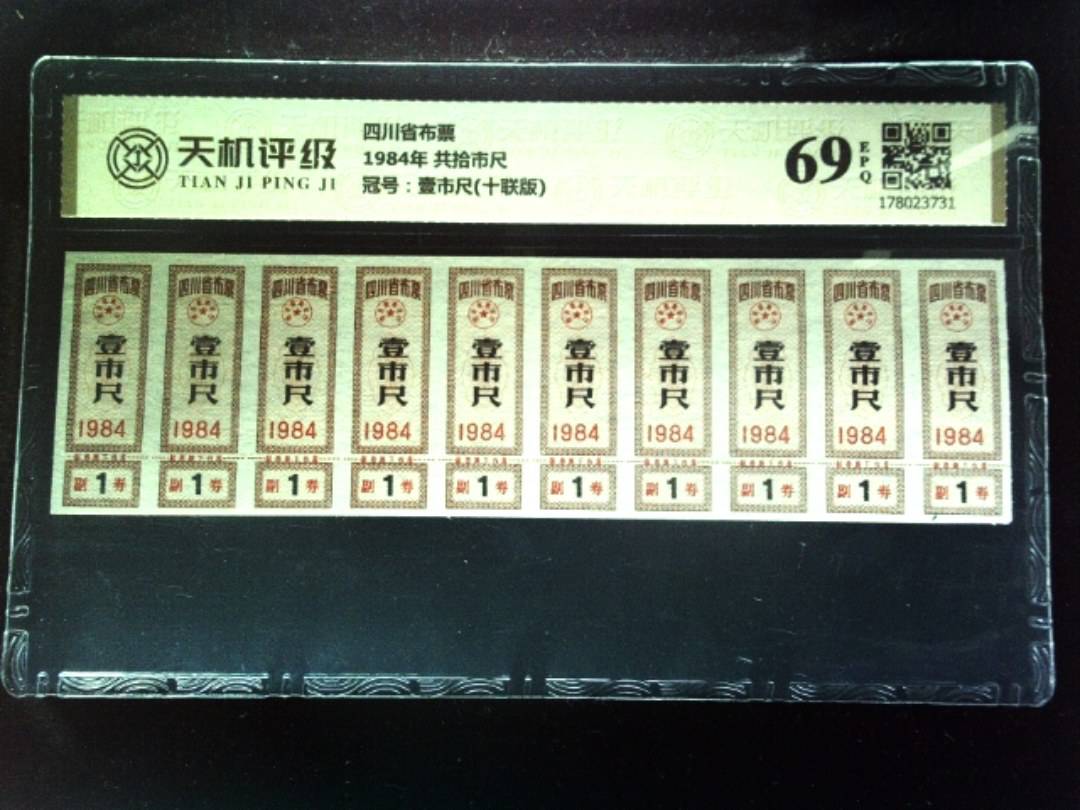 天机评级
TIAN JI PING JI
四川省布票
1984年 共拾市尺
冠号：壹市尺(十联版)
69
EPQ
178023731
四川省布票 四川省布票 四川省布票 四川省布票 四川省布票 四川省布票 四川省布票 四川省布票 四川省布票 四川省布票
壹市尺 壹市尺 壹市尺 壹市尺 壹市尺 壹市尺 壹市尺 壹市尺 壹市尺 壹市尺
1984 1984 1984 1984 1984 1984 1984 1984 1984 1984
副1券 副1券 副1券 副1券 副1券 副1券 副1券 副1券 副1券 副1券